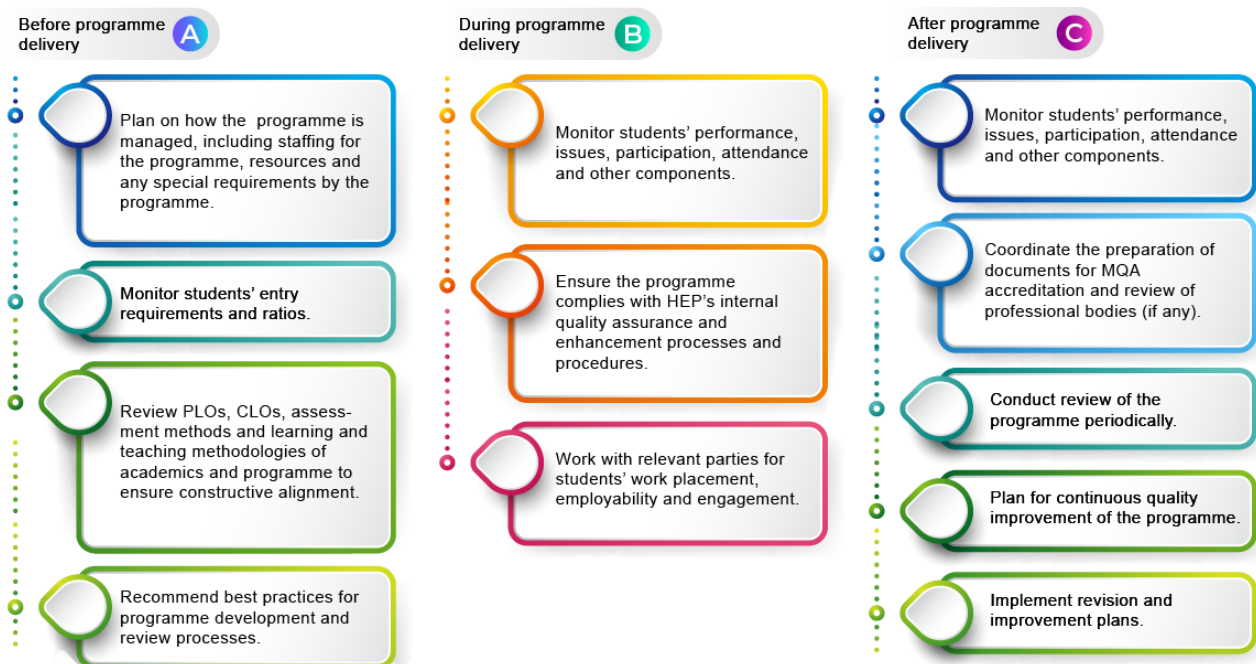 Before programme
delivery
A
Plan on how the programme is
managed, including staffing for
the programme, resources and
any special requirements by the
programme.
Monitor students' entry
requirements and ratios.
Review PLOs, CLOs, assess-
ment methods and learning and
teaching methodologies of
academics and programme to
ensure constructive alignment.
Recommend best practices for
programme development and
review processes.
During programme
delivery
B
Monitor students' performance,
issues, participation, attendance
and other components.
Ensure the programme
complies with HEP's internal
quality assurance and
enhancement processes and
procedures.
Work with relevant parties for
students' work placement,
employability and engagement.
After programme
delivery
C
Monitor students' performance,
issues, participation, attendance
and other components.
Coordinate the preparation of
documents for MQA
accreditation and review of
professional bodies (if any).
Conduct review of the
programme periodically.
Plan for continuous quality
improvement of the programme.
Implement revision and
improvement plans.